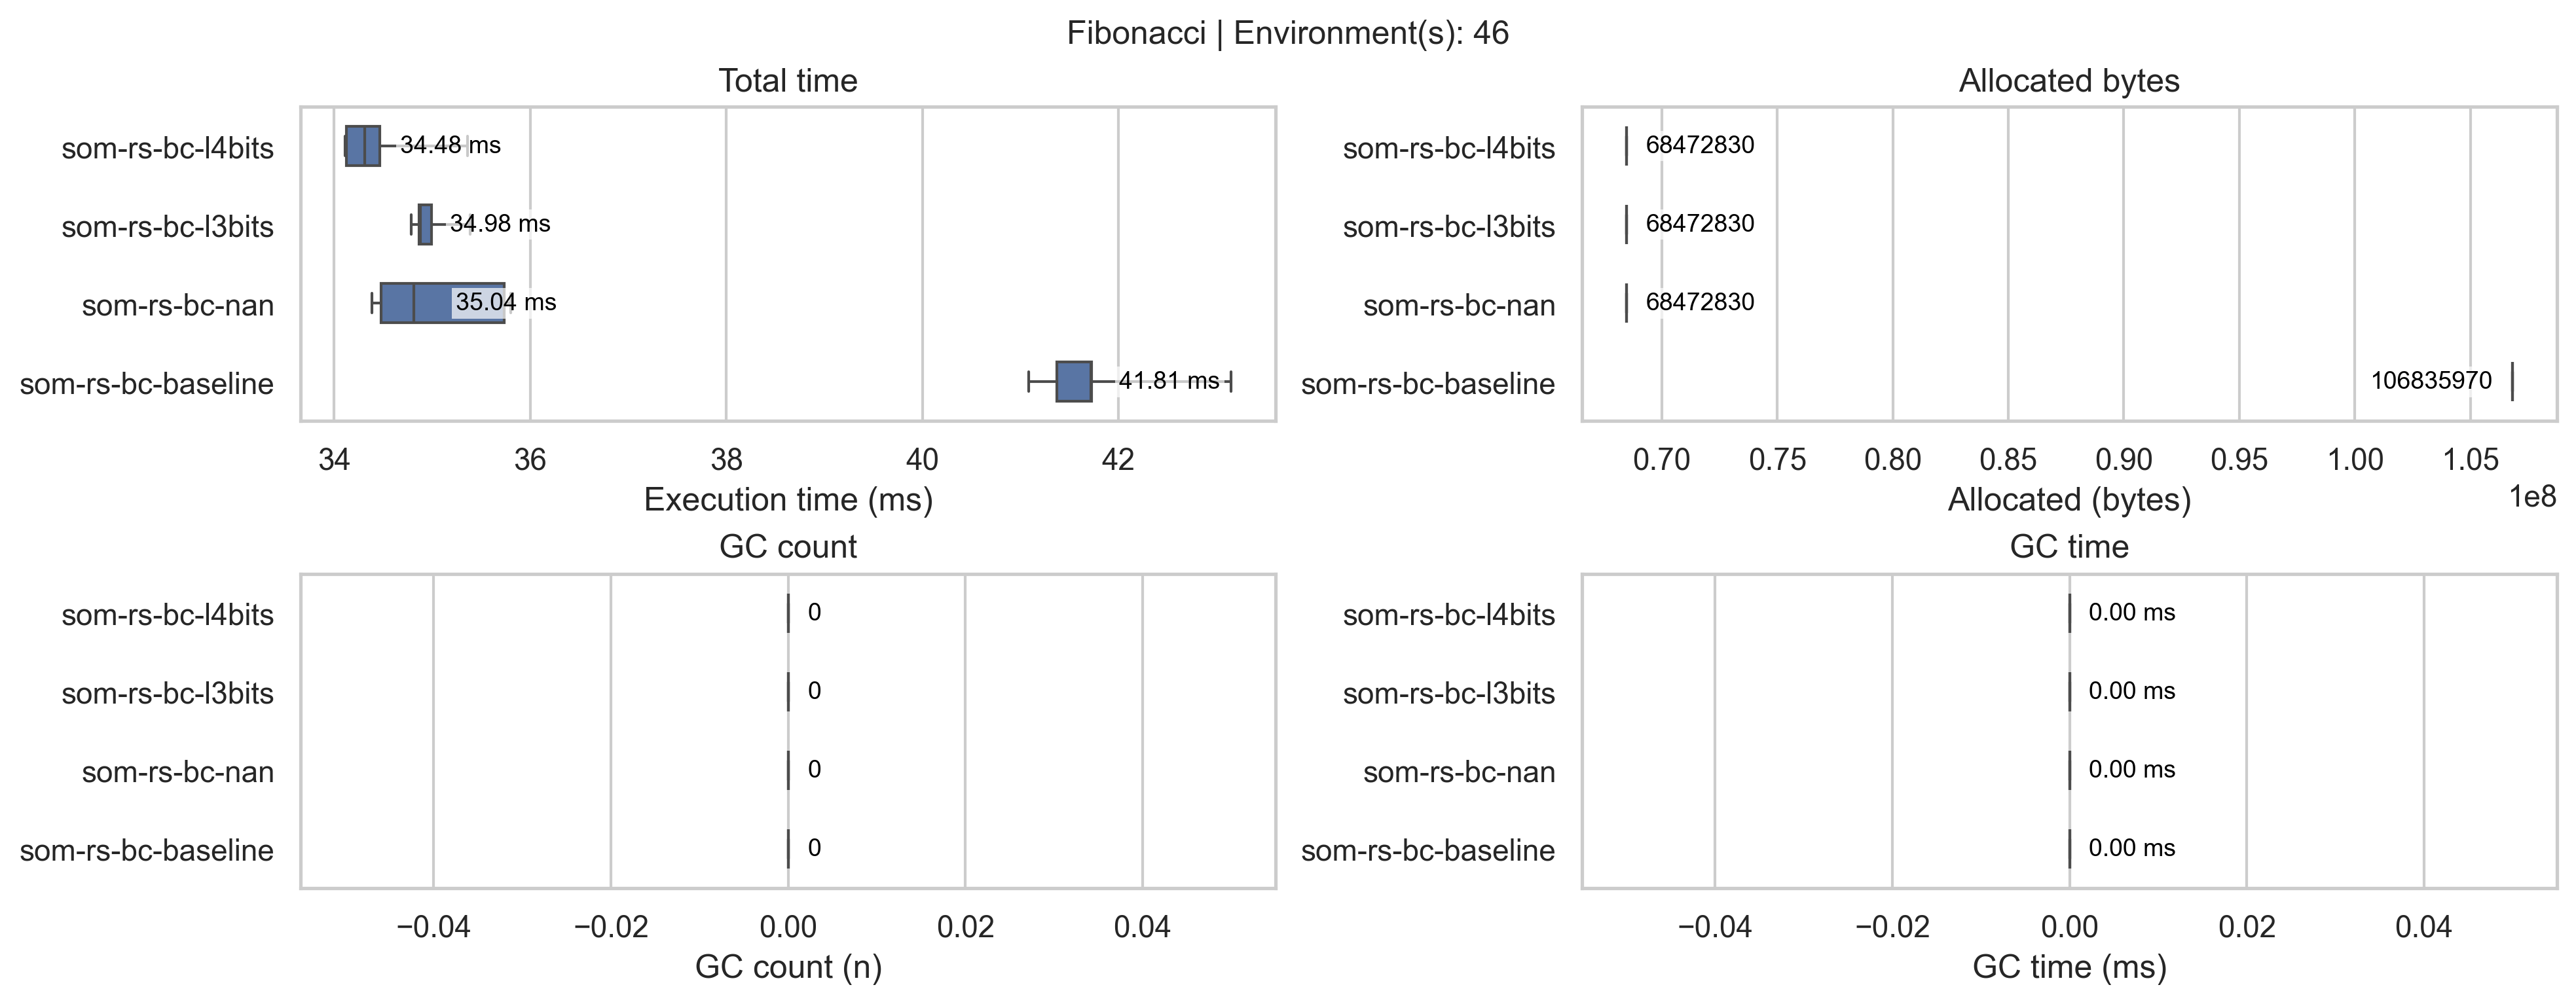 Fibonacci | Environment(s): 46
Total time
som-rs-bc-l4bits
34.48 ms
som-rs-bc-l3bits
34.98 ms
som-rs-bc-nan
35.04 ms
som-rs-bc-baseline
41.81 ms
34 36 38 40 42
Execution time (ms)
Allocated bytes
som-rs-bc-l4bits
68472830
som-rs-bc-l3bits
68472830
som-rs-bc-nan
68472830
som-rs-bc-baseline
106835970
0.70 0.75 0.80 0.85 0.90 0.95 1.00 1.05
1e8
Allocated (bytes)
GC count
som-rs-bc-l4bits
0
som-rs-bc-l3bits
0
som-rs-bc-nan
0
som-rs-bc-baseline
0
−0.04 −0.02 0.00 0.02 0.04
GC count (n)
GC time
som-rs-bc-l4bits
0.00 ms
som-rs-bc-l3bits
0.00 ms
som-rs-bc-nan
0.00 ms
som-rs-bc-baseline
0.00 ms
−0.04 −0.02 0.00 0.02 0.04
GC time (ms)